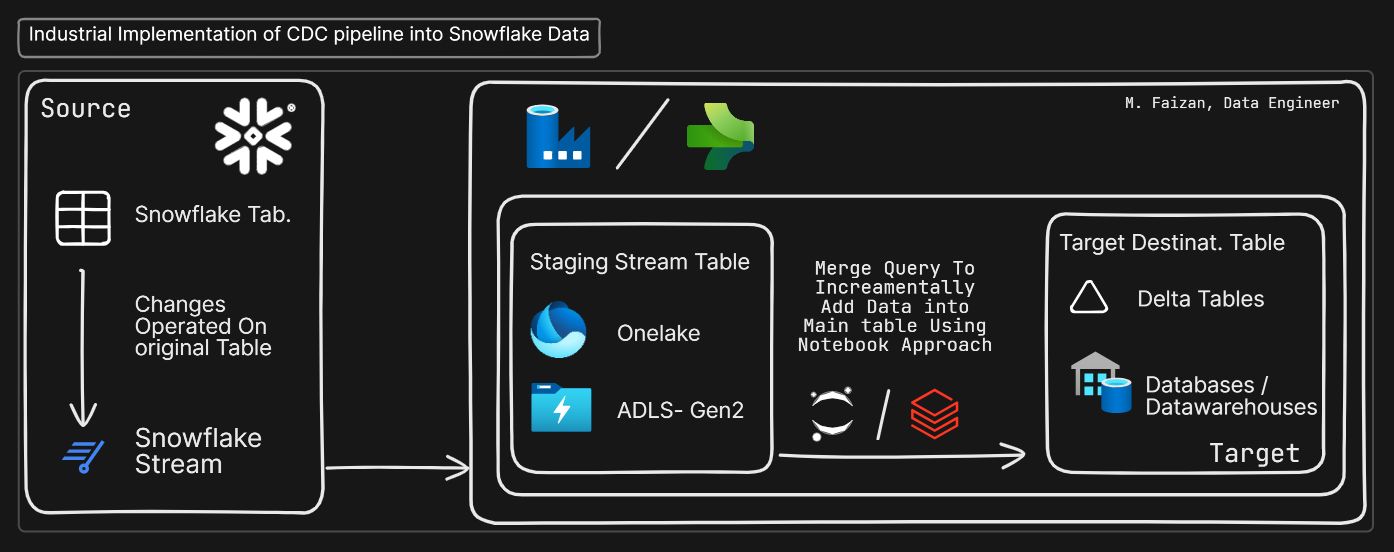 Industrial Implementation of CDC pipeline into Snowflake Data
Source
M. Faizan, Data Engineer
Snowflake Tab.
Changes
Operated On
original Table
Snowflake
Stream
Staging Stream Table
Onelake
ADLS- Gen2
Merge Query To
Increamentally
Add Data into
Main table Using
Notebook Approach
Target Destinat. Table
Delta Tables
Databases /
Datawarehouses
Target